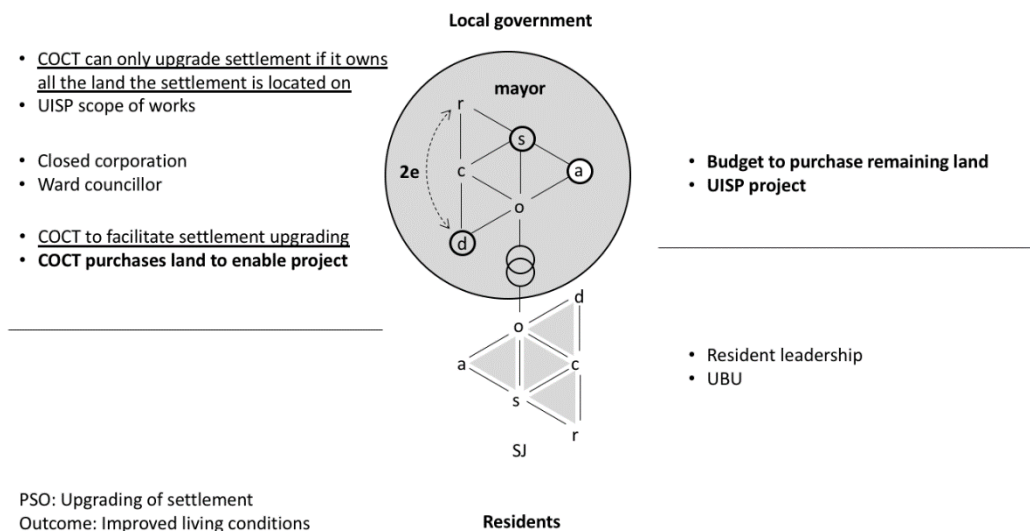 Local government
• COCT can only upgrade settlement if it owns
all the land the settlement is located on
• UISP scope of works
• Closed corporation
• Ward councillor
• COCT to facilitate settlement upgrading
• COCT purchases land to enable project
mayor
r
s
2e
c
a
o
d
• Budget to purchase remaining land
• UISP project
d
o
a
c
s
r
SJ
• Resident leadership
• UBU
PSO: Upgrading of settlement
Outcome: Improved living conditions
Residents